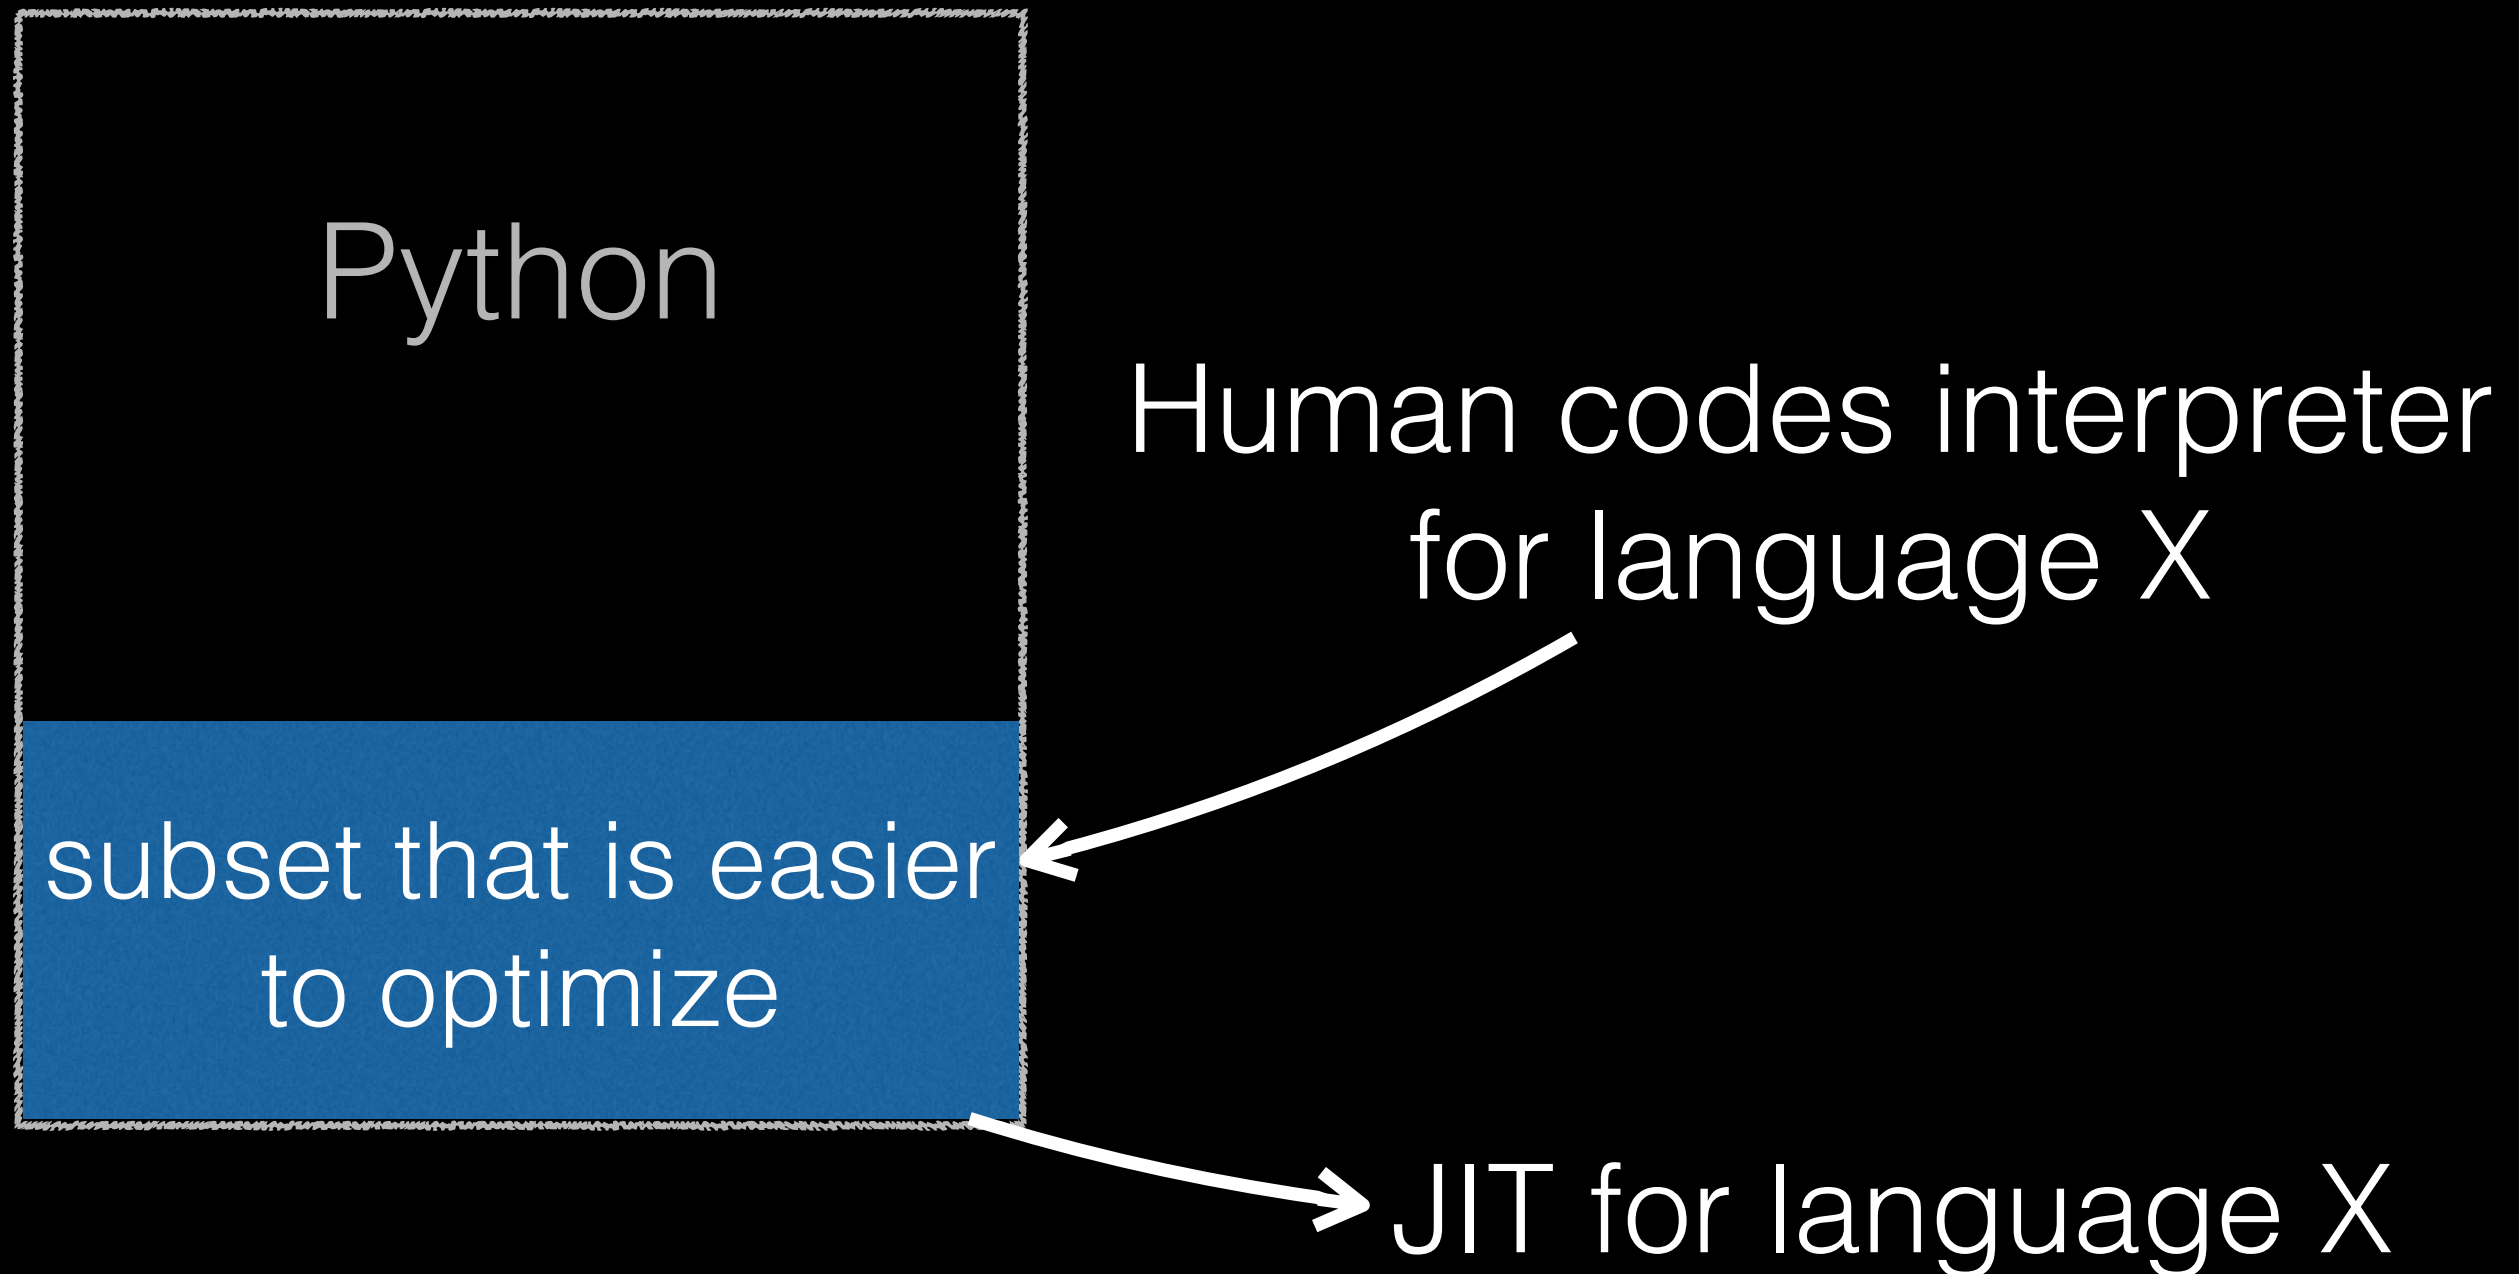 Python
Human codes interpreter
for language X
subset that is easier
to optimize
JIT for language X